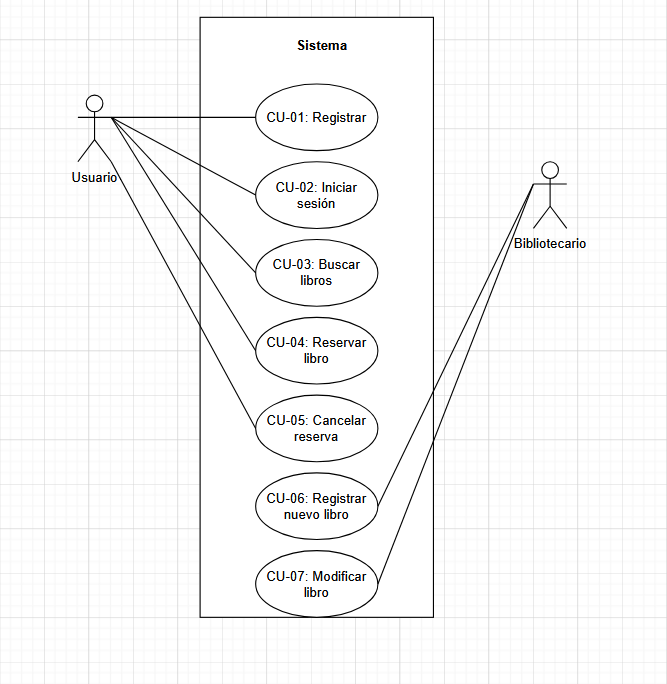 Sistema
Usuario
CU-01: Registrar
CU-02: Iniciar
sesión
CU-03: Buscar
libros
CU-04: Reservar
libro
CU-05: Cancelar
reserva
CU-06: Registrar
nuevo libro
CU-07: Modificar
libro
Bibliotecario